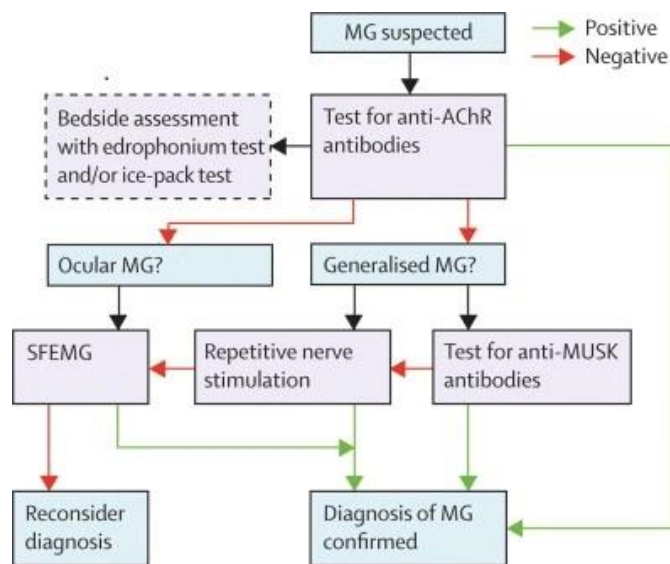 MG suspected
Positive
Negative
Bedside assessment
with edrophonium test
and/or ice-pack test
Test for anti-AChR
antibodies
Ocular MG?
Generalised MG?
SFEMG
Repetitive nerve
stimulation
Test for anti-MUSK
antibodies
Reconsider
diagnosis
Diagnosis of MG
confirmed